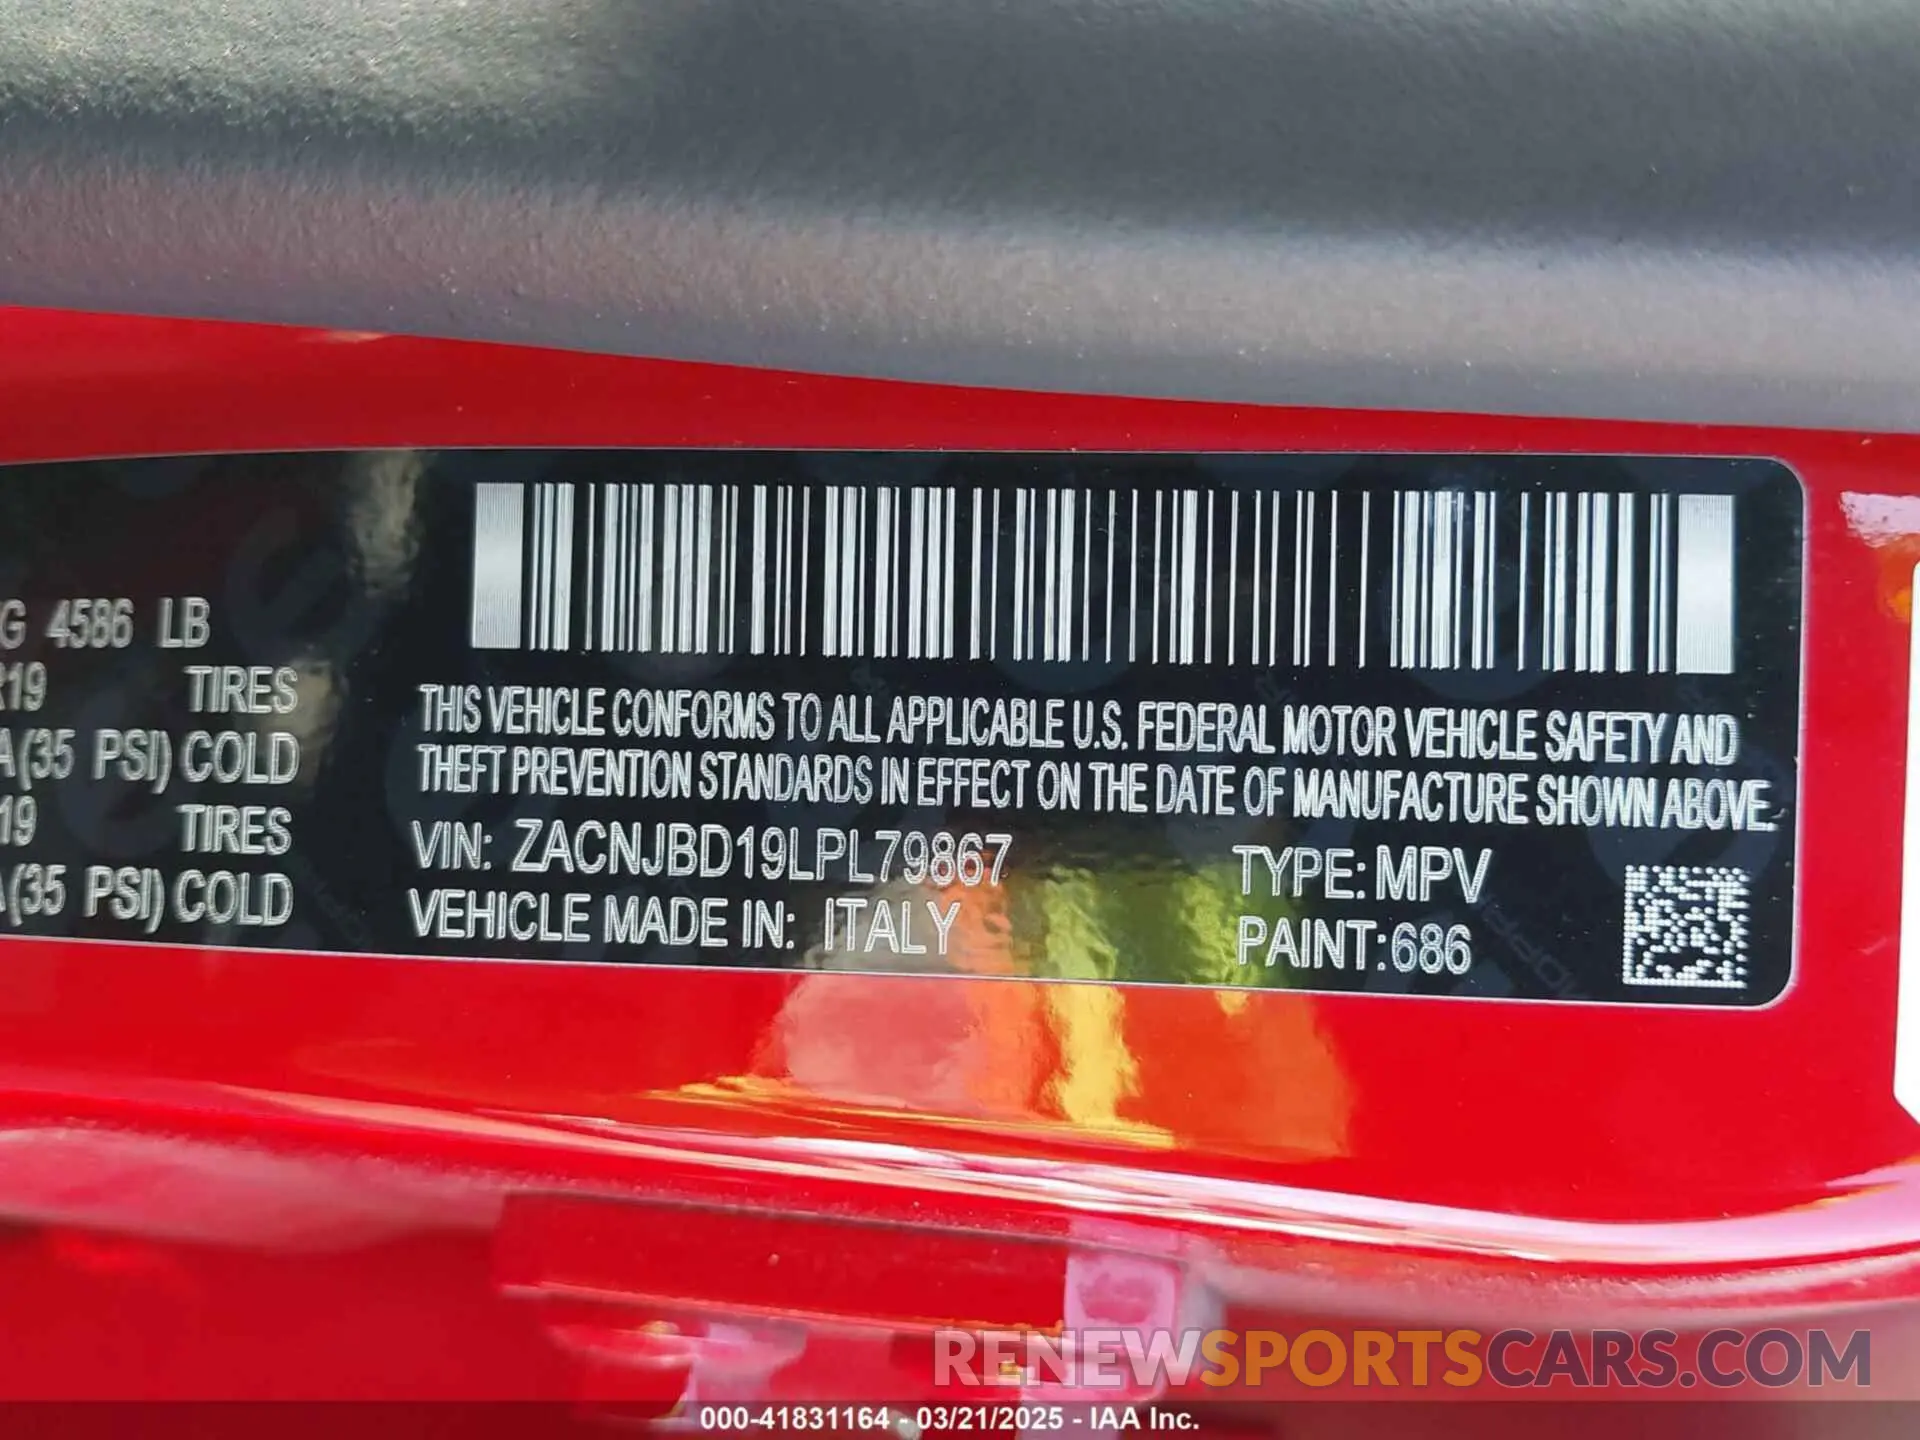 G 4586 LB
R19 TIRES
A(35 PSI) COLD
19 TIRES
A(35 PSI) COLD
THIS VEHICLE CONFORMS TO ALL APPLICABLE U.S. FEDERAL MOTOR VEHICLE SAFETY AND
THEFT PREVENTION STANDARDS IN EFFECT ON THE DATE OF MANUFACTURE SHOWN ABOVE.
VIN: ZACNJBD19LPL79867 TYPE: MPV
VEHICLE MADE IN: ITALY PAINT: 686
RENEWSPORTSCARS.COM
000-41831164 - 03/21/2025 - IAA Inc.